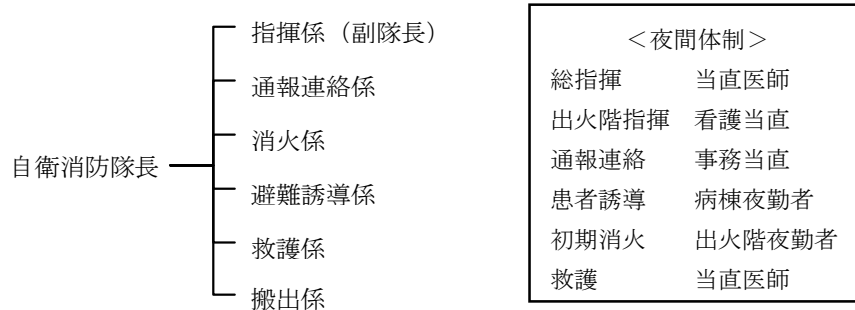 自衛消防隊長
指揮係（副隊長）
通報連絡係
消火係
避難誘導係
救護係
搬出係
＜夜間体制＞
総指揮　当直医師
出火階指揮　看護当直
通報連絡　事務当直
患者誘導　病棟夜勤者
初期消火　出火階夜勤者
救護　当直医師